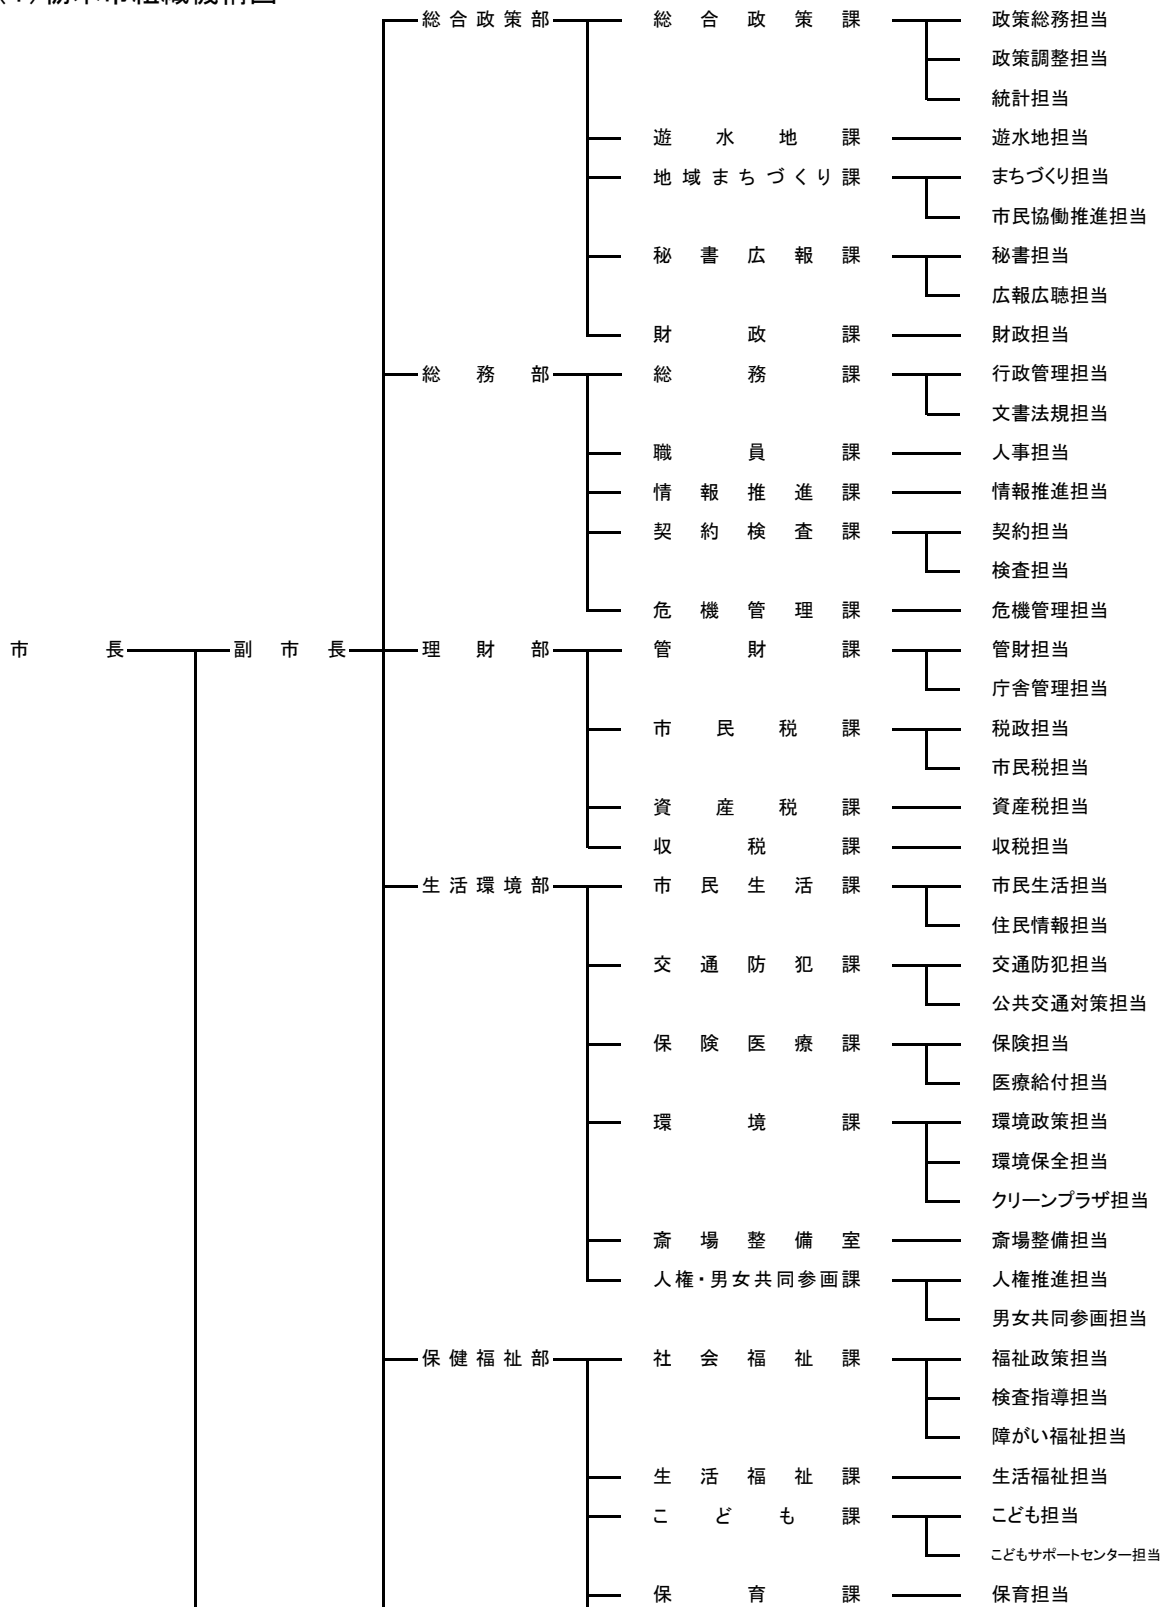 総合政策部 総合政策課 政策総務担当
政策調整担当
統計担当
遊水地課 遊水地担当
地域まちづくり課 まちづくり担当
市民協働推進担当
秘書広報課 秘書担当
広報広聴担当
財政課 財政担当
総務部 総務課 行政管理担当
文書法規担当
職員課 人事担当
情報推進課 情報推進担当
契約検査課 契約担当
検査担当
危機管理課 危機管理担当
市長 副市長 理財部 管財課 管財担当
庁舎管理担当
市民税課 税政担当
市民税担当
資産税課 資産税担当
収税課 収税担当
生活環境部 市民生活課 市民生活担当
住民情報担当
交通防犯課 交通防犯担当
公共交通対策担当
保険医療課 保険担当
医療給付担当
環境課 環境政策担当
環境保全担当
クリーンプラザ担当
斎場整備室 斎場整備担当
人権・男女共同参画課 人権推進担当
男女共同参画担当
保健福祉部 社会福祉課 福祉政策担当
検査指導担当
障がい福祉担当
生活福祉課 生活福祉担当
こども課 こども担当
こどもサポートセンター担当
保育課 保育担当